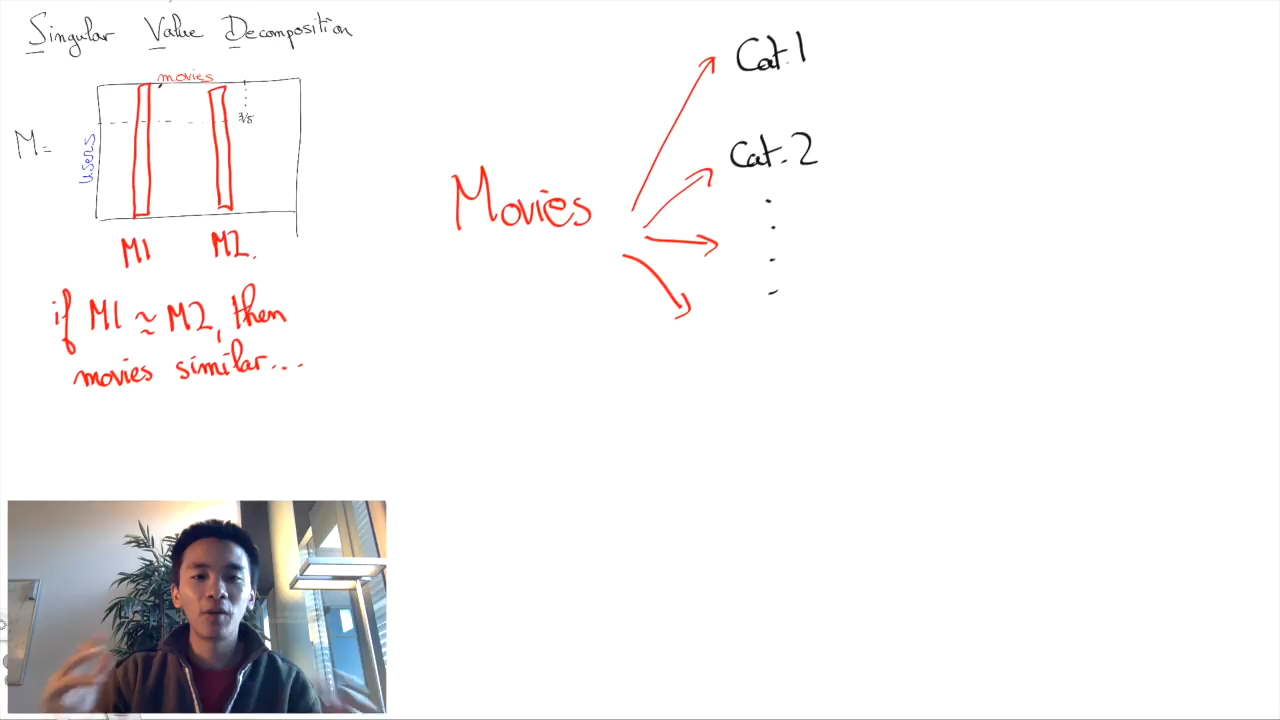 Singular Value Decomposition
movies
M=
users
3/5
M1 M2.
if M1 ≈ M2, then
movies similar...
Movies
Cat.1
Cat.2